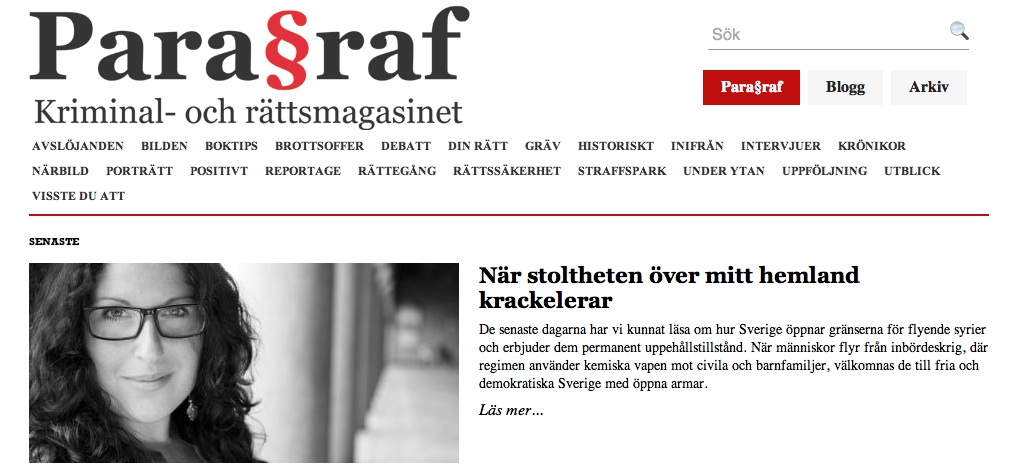 Para§raf
Kriminal- och rättsmagasinet
Sök
Para§raf Blogg Arkiv
AVSLÖJANDEN BILDEN BOKTIPS BROTTSOFFER DEBATT DIN RÄTT GRÄV HISTORISKT INIFRÅN INTERVJUER KRÖNIKOR
NÄRBILD PORTRÄTT POSITIVT REPORTAGE RÄTTEGÅNG RÄTTSSÄKERHET STRAFFSPARK UNDER YTAN UPPFÖLJNING UTBLICK
VISSTE DU ATT
SENASTE
När stoltheten över mitt hemland
krackelerar
De senaste dagarna har vi kunnat läsa om hur Sverige öppnar gränserna för flyende syrier
och erbjuder dem permanent uppehållstillstånd. När människor flyr från inbördeskrig, där
regimen använder kemiska vapen mot civila och barnfamiljer, välkomnas de till fria och
demokratiska Sverige med öppna armar.
Läs mer…